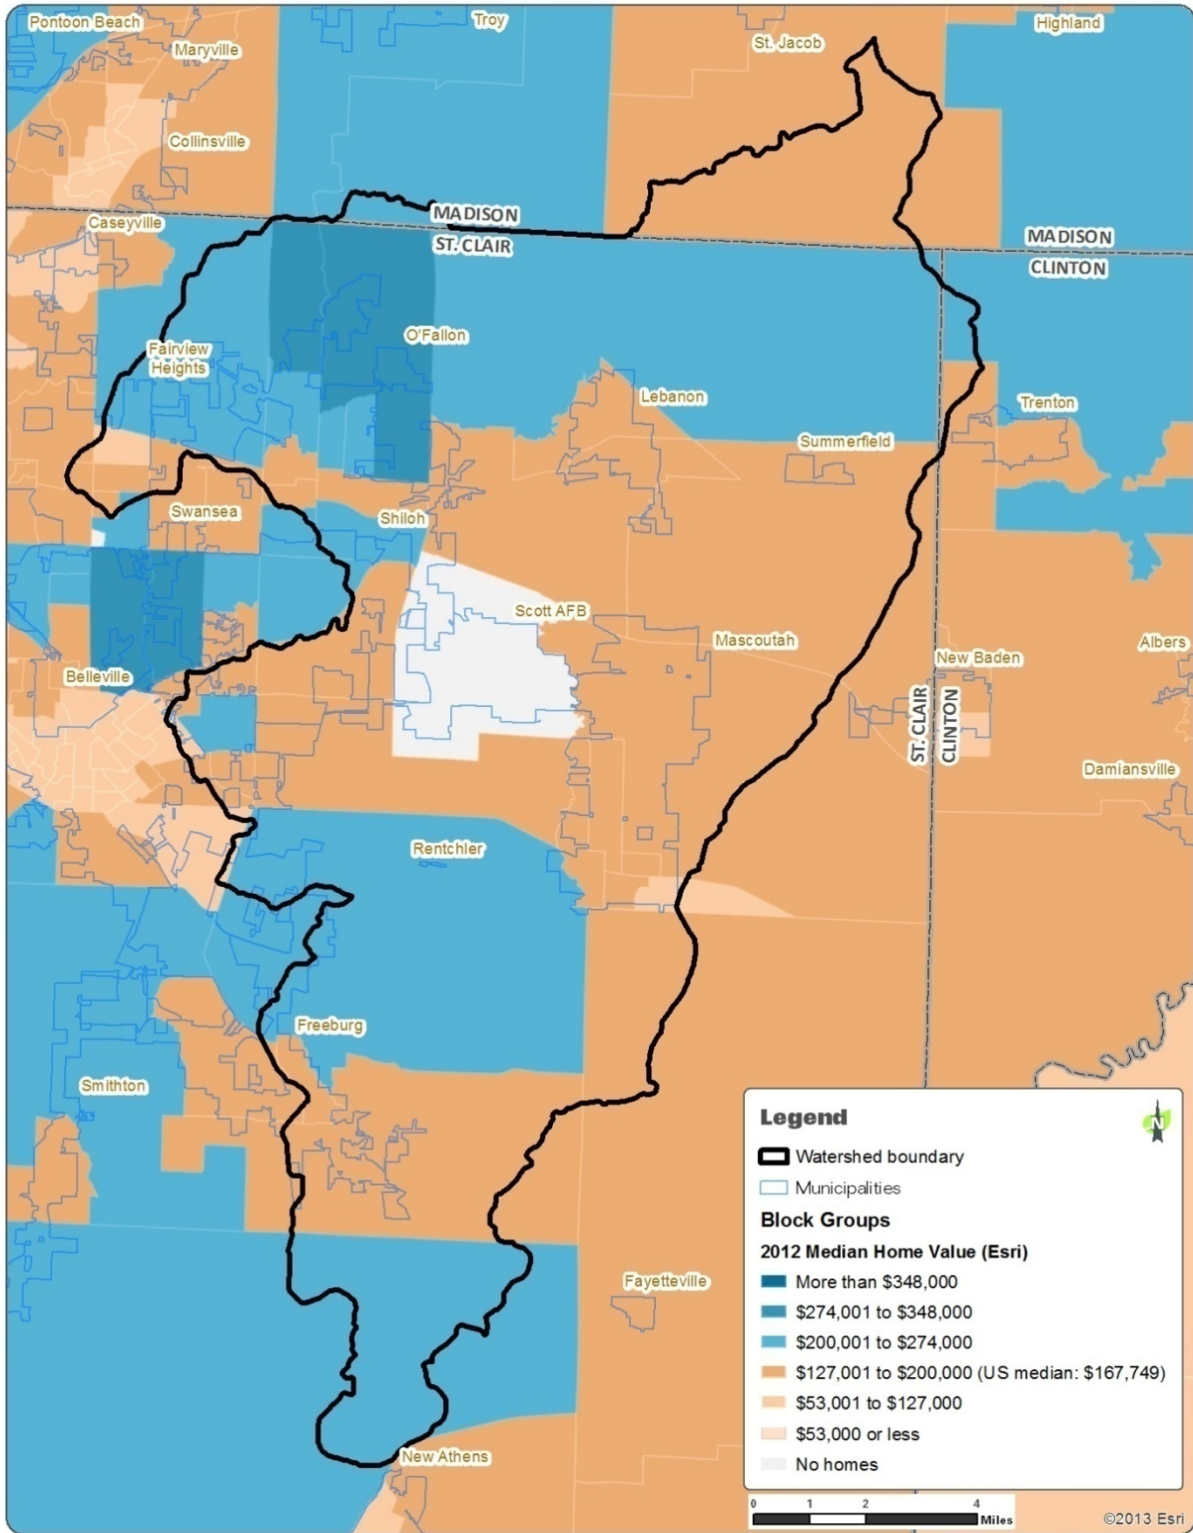 Pontoon Beach
Troy
Highland
Maryville
St. Jacob
Collinsville
Caseyville
MADISON
ST. CLAIR
MADISON
CLINTON
O'Fallon
Fairview
Heights
Lebanon
Trenton
Summerfield
Swansea
Shiloh
Scott AFB
Mascoutah
Albers
New Baden
Belleville
ST. CLAIR
CLINTON
Damiansville
Rentchler
Freeburg
Smithton
Fayetteville
New Athens
Legend
N
Watershed boundary
Municipalities
Block Groups
2012 Median Home Value (Esri)
More than $348,000
$274,001 to $348,000
$200,001 to $274,000
$127,001 to $200,000 (US median: $167,749)
$53,001 to $127,000
$53,000 or less
No homes
0 1 2 4
Miles
©2013 Esri